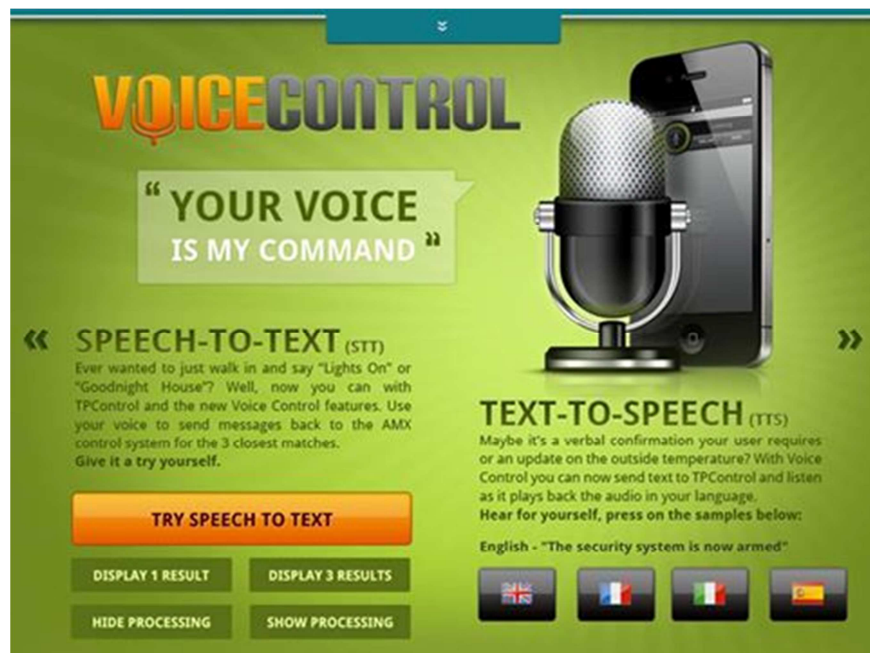 VOICECONTROL
“ YOUR VOICE
IS MY COMMAND ”
SPEECH-TO-TEXT (STT)
Ever wanted to just walk in and say “Lights On” or
“Goodnight House”? Well, now you can with
TPControl and the new Voice Control features. Use
your voice to send messages back to the AMX
control system for the 3 closest matches.
Give it a try yourself.
TRY SPEECH TO TEXT
DISPLAY 1 RESULT
DISPLAY 3 RESULTS
HIDE PROCESSING
SHOW PROCESSING
TEXT-TO-SPEECH (TTS)
Maybe it's a verbal confirmation your user requires
or an update on the outside temperature? With Voice
Control you can now send text to TPControl and listen
as it plays back the audio in your language.
Hear for yourself, press on the samples below:
English - "The security system is now armed"